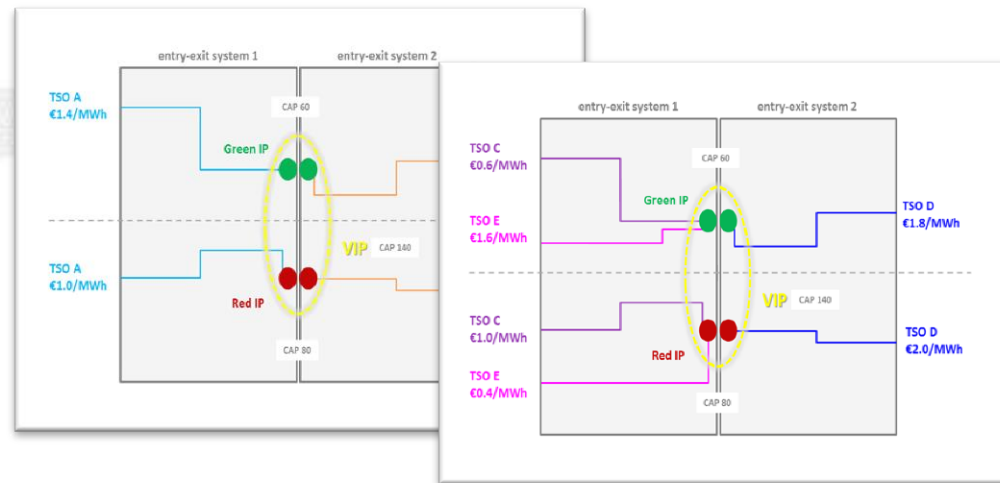 entry-exit system 1
entry-exit system 2
TSO A
€1.4/MWh
CAP 60
Green IP
VIP
CAP 140
TSO A
€1.0/MWh
Red IP
CAP 80
entry-exit system 1
entry-exit system 2
TSO C
€0.6/MWh
CAP 60
Green IP
TSO E
€1.6/MWh
TSO D
€1.8/MWh
VIP
CAP 140
TSO C
€1.0/MWh
Red IP
TSO D
€2.0/MWh
TSO E
€0.4/MWh
CAP 80